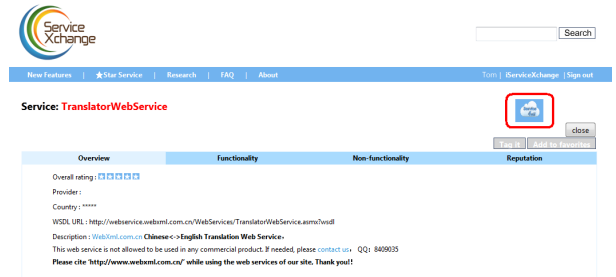 Service
Xchange
Search
New Features | ★Star Service | Research | FAQ | About
Tom | iServiceXchange | Sign out
Service: TranslatorWebService
close
Tag it Add to favorites
Overview Functionality Non-functionality Reputation
Overall rating :
Provider :
Country : *****
WSDL URL : http://webservice.webxml.com.cn/WebServices/TranslatorWebService.asmx?wsdl
Description : WebXml.com.cn Chinese<->English Translation Web Service。
This web service is not allowed to be used in any commercial product. If needed, please contact us， QQ: 8409035
Please cite 'http://www.webxml.com.cn/' while using the web services of our site, Thank you!!